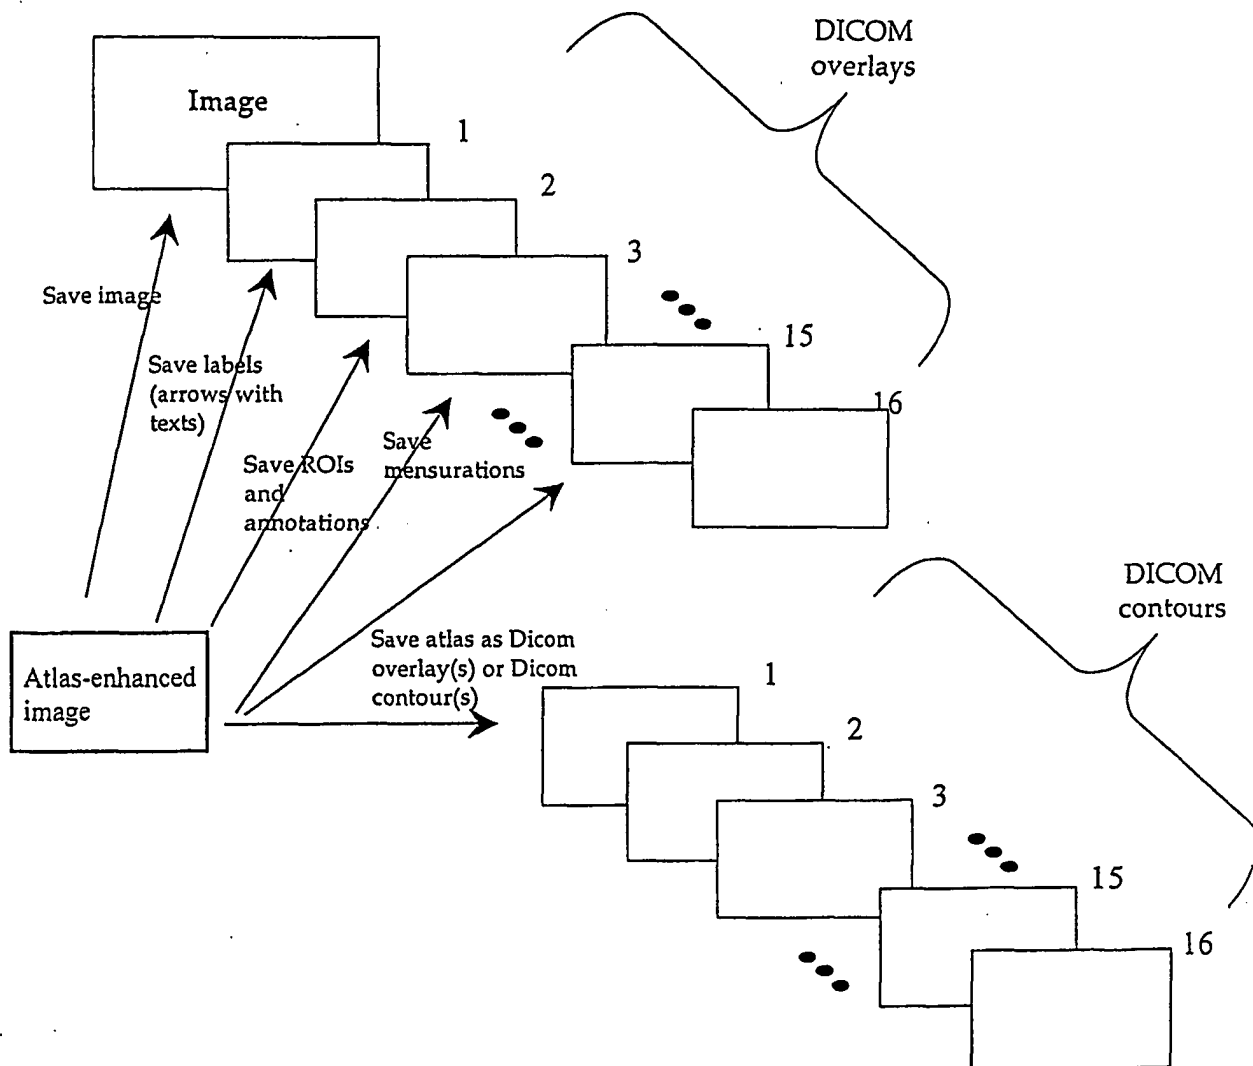 DICOM
overlays
Image
1
2
3
Save image
15
Save labels
(arrows with
texts)
16
Save
mensurations
Save ROIs
and
annotations
DICOM
contours
Save atlas as Dicom
overlay(s) or Dicom
contour(s)
Atlas-enhanced
image
1
2
3
15
16